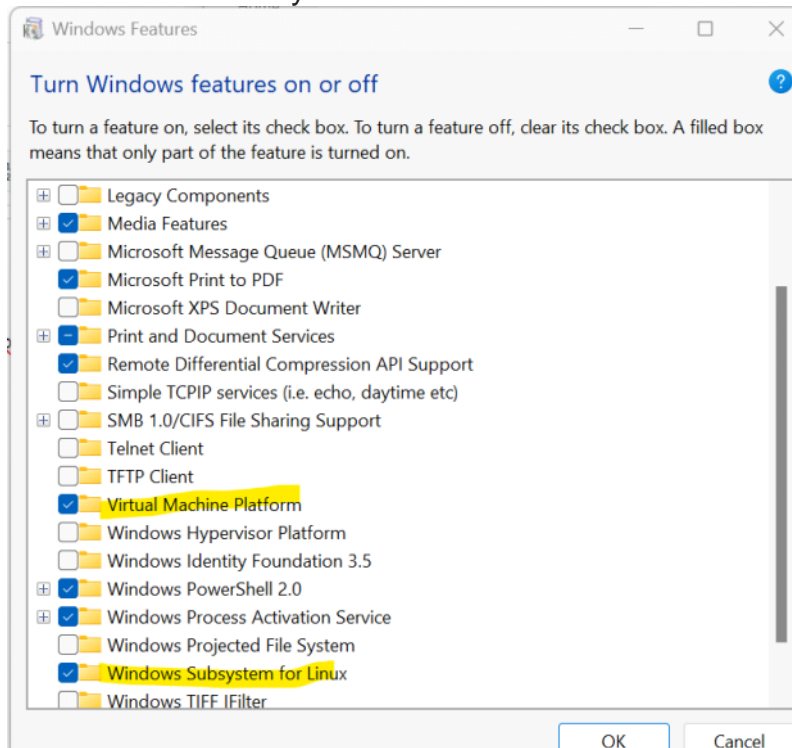 Windows Features
Turn Windows features on or off
To turn a feature on, select its check box. To turn a feature off, clear its check box. A filled box
means that only part of the feature is turned on.
Legacy Components
Media Features
Microsoft Message Queue (MSMQ) Server
Microsoft Print to PDF
Microsoft XPS Document Writer
Print and Document Services
Remote Differential Compression API Support
Simple TCPIP services (i.e. echo, daytime etc)
SMB 1.0/CIFS File Sharing Support
Telnet Client
TFTP Client
Virtual Machine Platform
Windows Hypervisor Platform
Windows Identity Foundation 3.5
Windows PowerShell 2.0
Windows Process Activation Service
Windows Projected File System
Windows Subsystem for Linux
Windows TIFF IFilter
OK Cancel